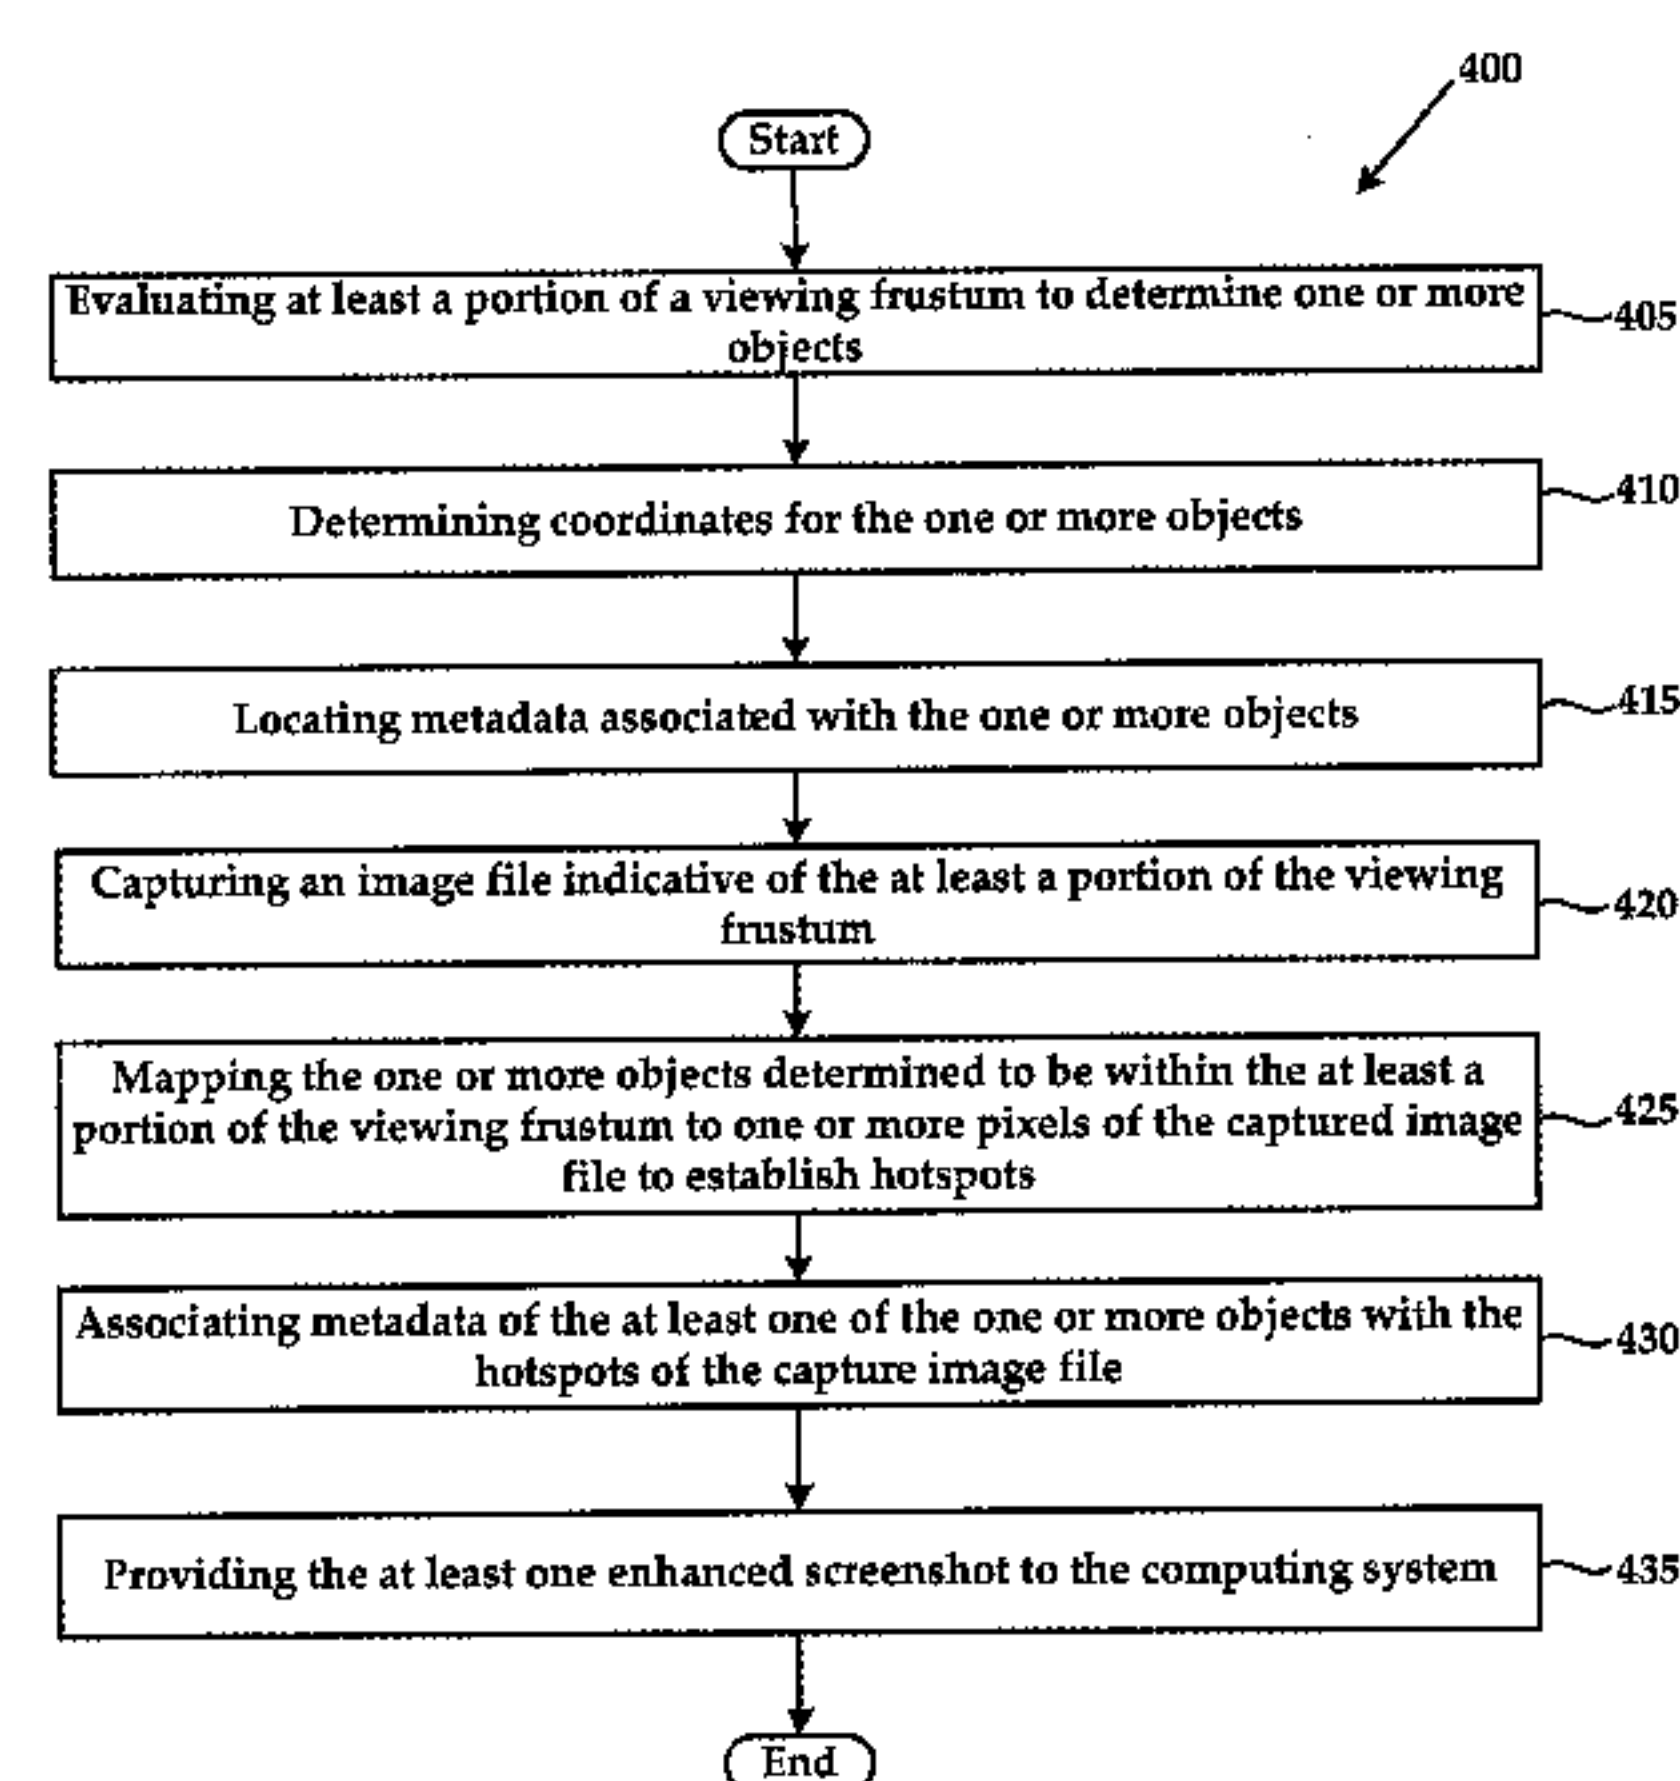 400
Start
Evaluating at least a portion of a viewing frustum to determine one or more
objects
405
Determining coordinates for the one or more objects
410
Locating metadata associated with the one or more objects
415
Capturing an image file indicative of the at least a portion of the viewing
frustum
420
Mapping the one or more objects determined to be within the at least a
portion of the viewing frustum to one or more pixels of the captured image
file to establish hotspots
425
Associating metadata of the at least one of the one or more objects with the
hotspots of the capture image file
430
Providing the at least one enhanced screenshot to the computing system
435
End